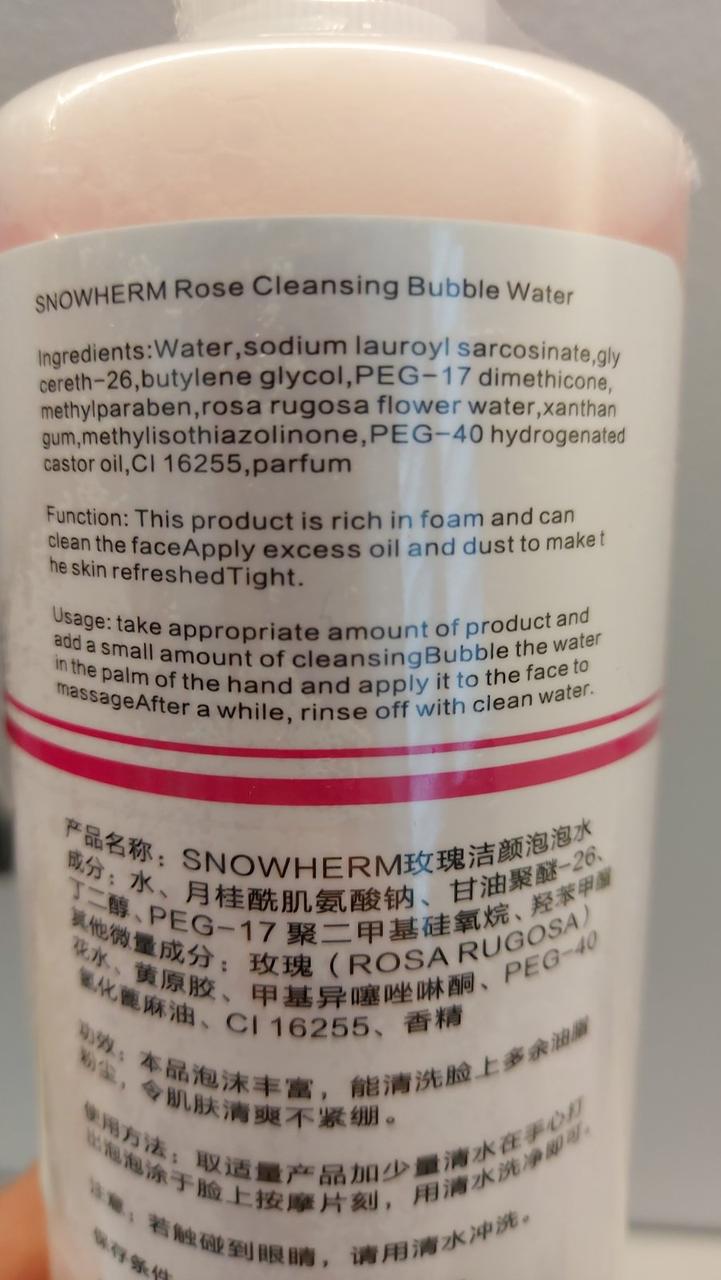 SNOWHERM Rose Cleansing Bubble Water
Ingredients:Water,sodium lauroyl sarcosinate,gly
cereth-26,butylene glycol,PEG-17 dimethicone,
methylparaben,rosa rugosa flower water,xanthan
gum,methylisothiazolinone,PEG-40 hydrogenated
castor oil,CI 16255,parfum
Function: This product is rich in foam and can
clean the faceApply excess oil and dust to make t
he skin refreshedTight.
Usage: take appropriate amount of product and
add a small amount of cleansingBubble the water
in the palm of the hand and apply it to the face to
massageAfter a while, rinse off with clean water.
产品名称：SNOWHERM玫瑰洁颜泡泡水
成分：水、月桂酰肌氨酸钠、甘油聚醚-26、
丁二醇、PEG-17 聚二甲基硅氧烷、羟苯甲酯
其他微量成分：玫瑰（ROSA RUGOSA）
花水、黄原胶、甲基异噻唑啉酮、PEG-40
氢化蓖麻油、CI 16255、香精
功效：本品泡沫丰富，能清洗脸上多余油脂
粉尘，令肌肤清爽不紧绷。
使用方法：取适量产品加少量清水在手心打
出泡泡涂于脸上按摩片刻，用清水洗净即可。
注意：若触碰到眼睛，请用清水冲洗。
保存条件